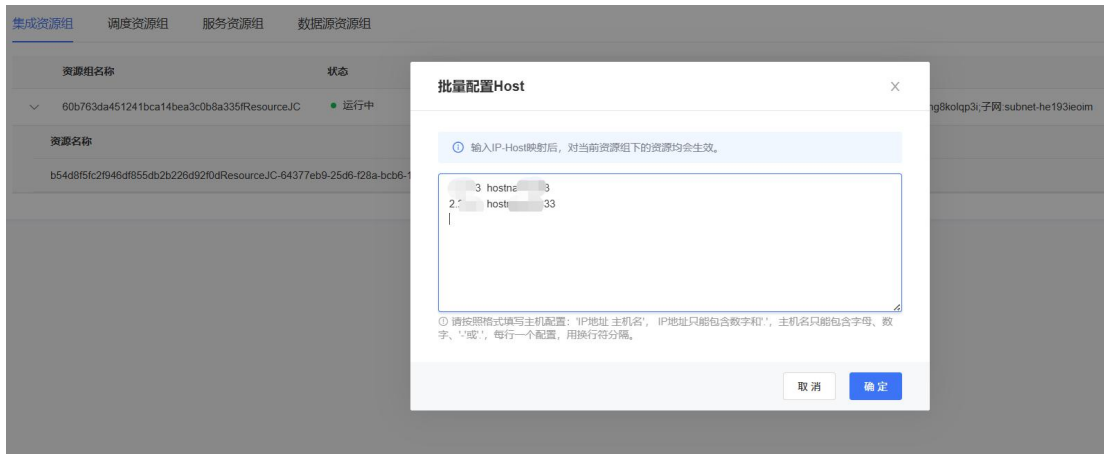 集成资源组 调度资源组 服务资源组 数据源资源组
资源组名称 状态
60b763da451241bca14bea3c0b8a335fResourceJC 运行中 ng8kolqp3i;子网:subnet-he193ieoim
资源名称
b54d8f5fc2f946df855db2b226d92f0dResourceJC-64377eb9-25d6-f28a-bcb6-1
批量配置Host
输入IP-Host映射后，对当前资源组下的资源均会生效。
3 hostna 3
2. host 33
请按照格式填写主机配置：'IP地址 主机名'， IP地址只能包含数字和'.'，主机名只能包含字母、数
字、'-'或'.'，每行一个配置，用换行符分隔。
取消 确定